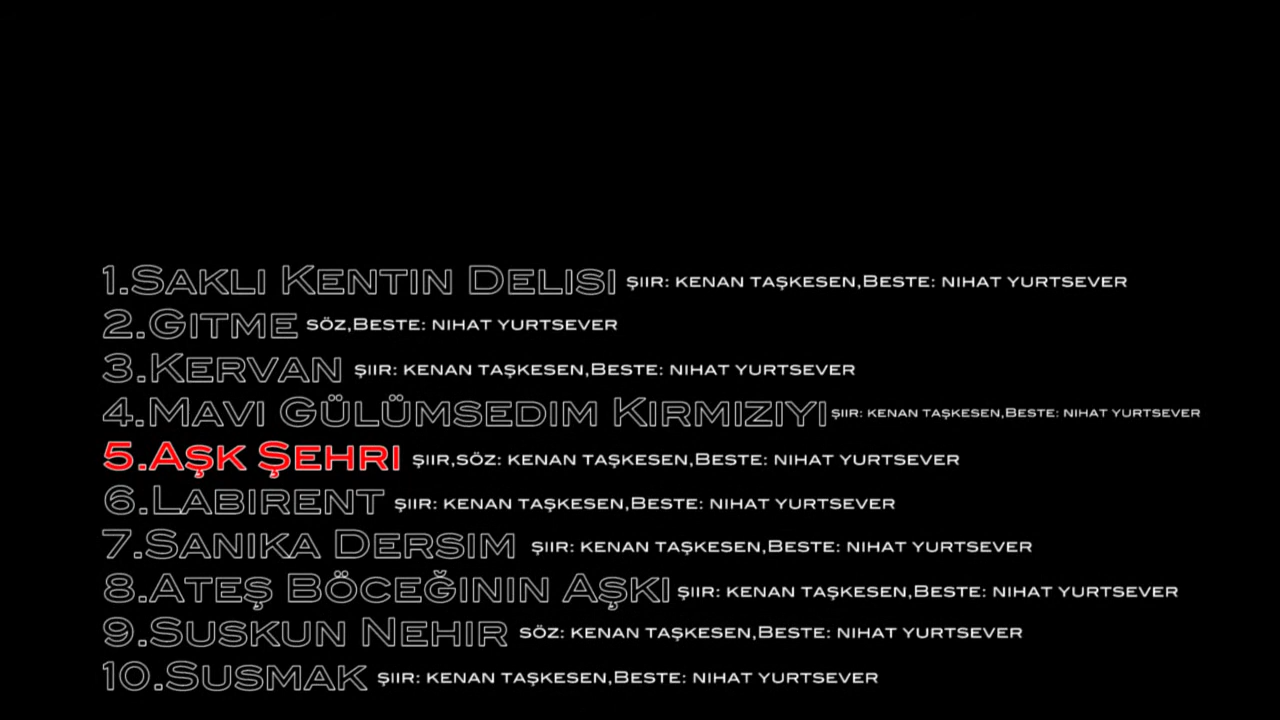 1.Saklı Kentin Delisi şiir: kenan taşkesen,Beste: nihat yurtsever
2.Gitme söz,Beste: nihat yurtsever
3.Kervan şiir: kenan taşkesen,Beste: nihat yurtsever
4.Mavi Gülümsedim Kırmızıyı şiir: kenan taşkesen,Beste: nihat yurtsever
5.Aşk Şehri şiir,söz: kenan taşkesen,Beste: nihat yurtsever
6.Labirent şiir: kenan taşkesen,Beste: nihat yurtsever
7.Sanika Dersim şiir: kenan taşkesen,Beste: nihat yurtsever
8.Ateş Böceğinin Aşkı şiir: kenan taşkesen,Beste: nihat yurtsever
9.Suskun Nehir söz: kenan taşkesen,Beste: nihat yurtsever
10.Susmak şiir: kenan taşkesen,Beste: nihat yurtsever